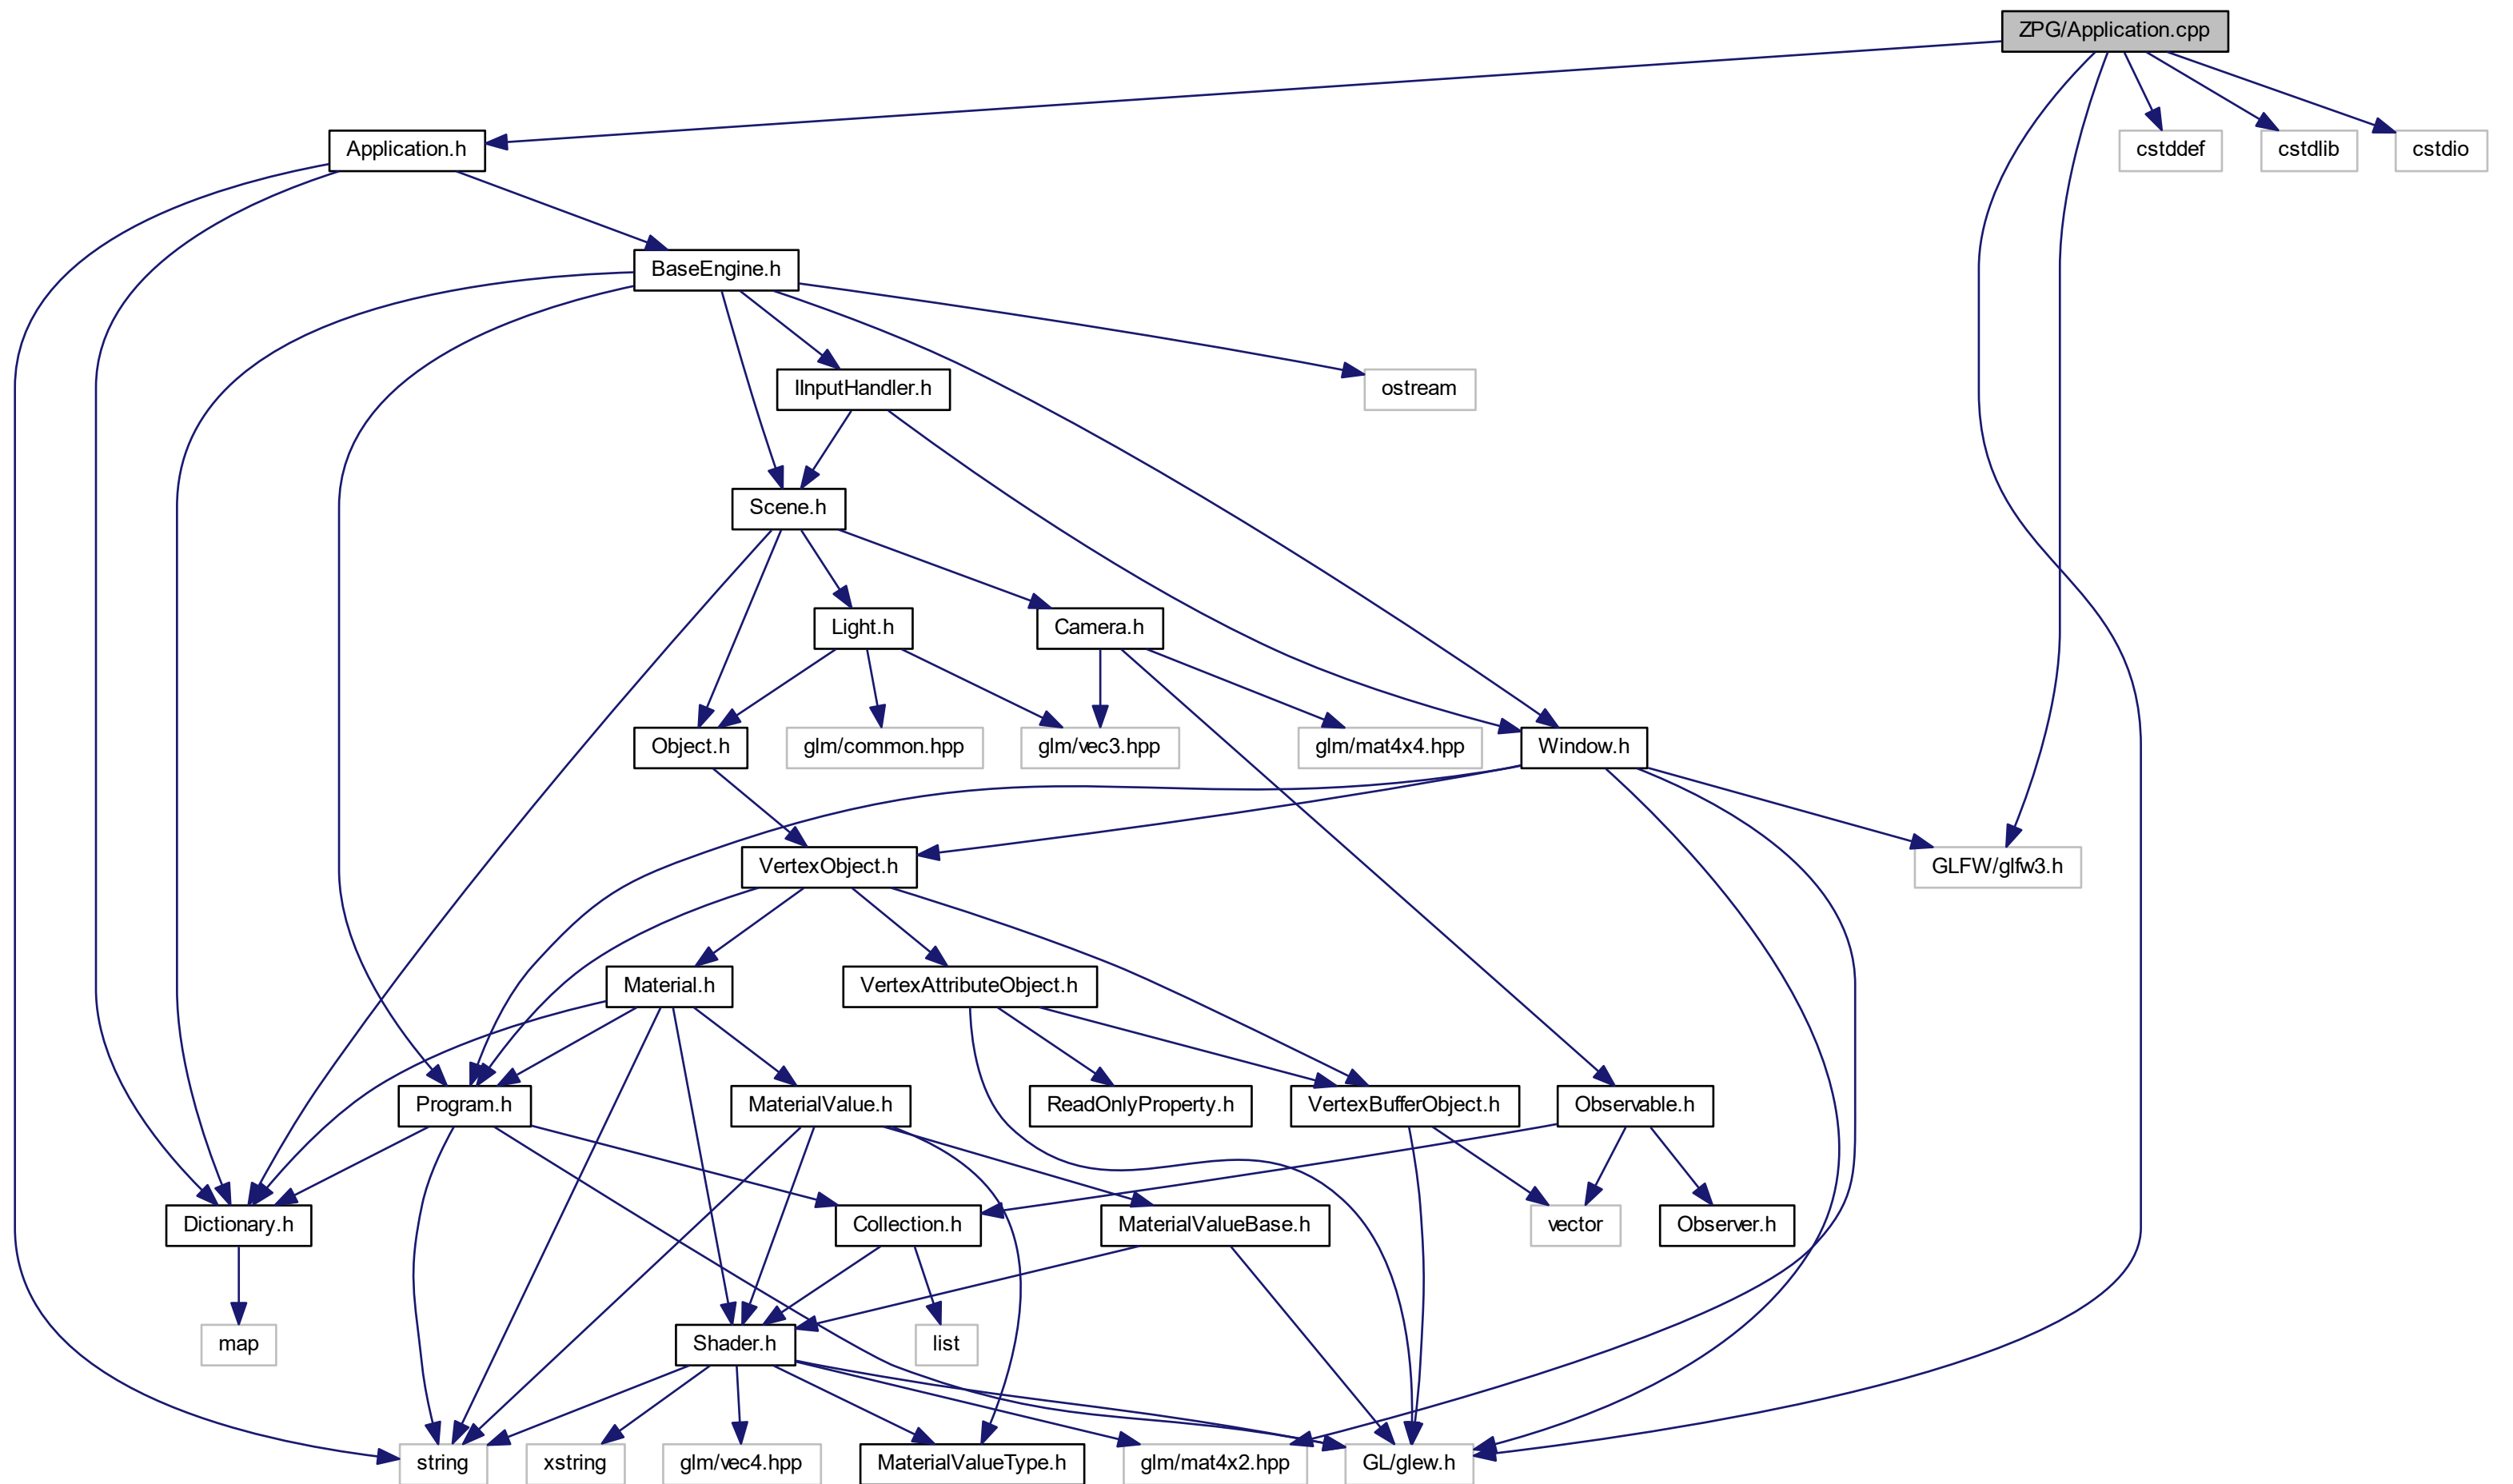 ZPG/Application.cpp
Application.h
cstddef
cstdlib
cstdio
BaseEngine.h
IInputHandler.h
ostream
Scene.h
Light.h
Camera.h
Object.h
glm/common.hpp
glm/vec3.hpp
glm/mat4x4.hpp
Window.h
VertexObject.h
GLFW/glfw3.h
Material.h
VertexAttributeObject.h
Program.h
MaterialValue.h
ReadOnlyProperty.h
VertexBufferObject.h
Observable.h
Dictionary.h
Collection.h
MaterialValueBase.h
vector
Observer.h
map
Shader.h
list
string
xstring
glm/vec4.hpp
MaterialValueType.h
glm/mat4x2.hpp
GL/glew.h